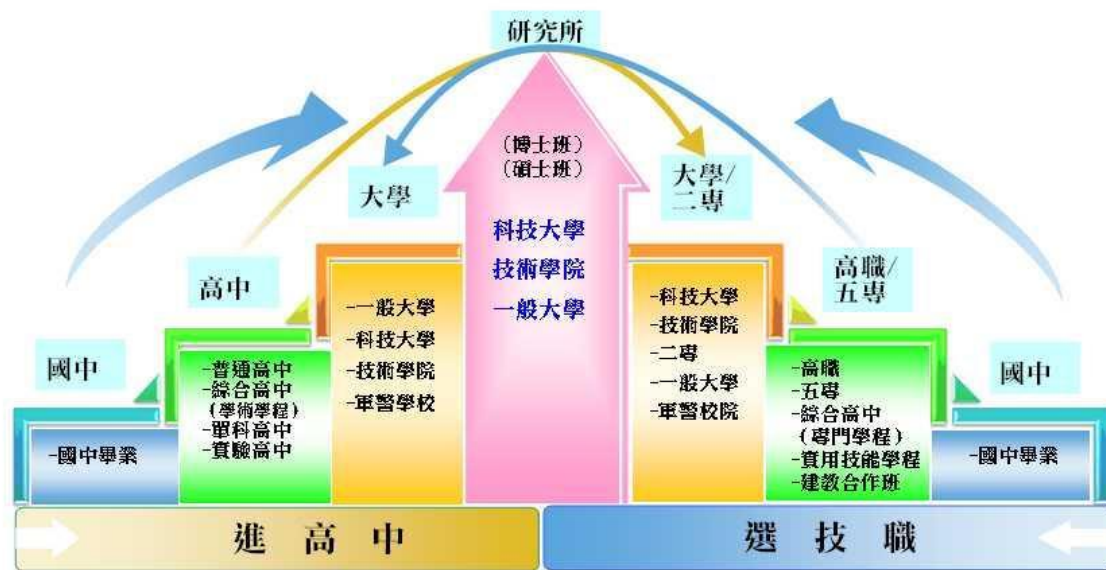 研究所
(博士班)
(碩士班)
科技大學
技術學院
一般大學
大學
-一般大學
-科技大學
-技術學院
-軍警學校
高中
-普通高中
-綜合高中
(學術學程)
-單科高中
-實驗高中
國中
-國中畢業
大學/
二專
-科技大學
-技術學院
-二專
-一般大學
-軍警校院
高職/
五專
-高職
-五專
-綜合高中
(專門學程)
-實用技能學程
-建教合作班
國中
-國中畢業
進高中
選技職